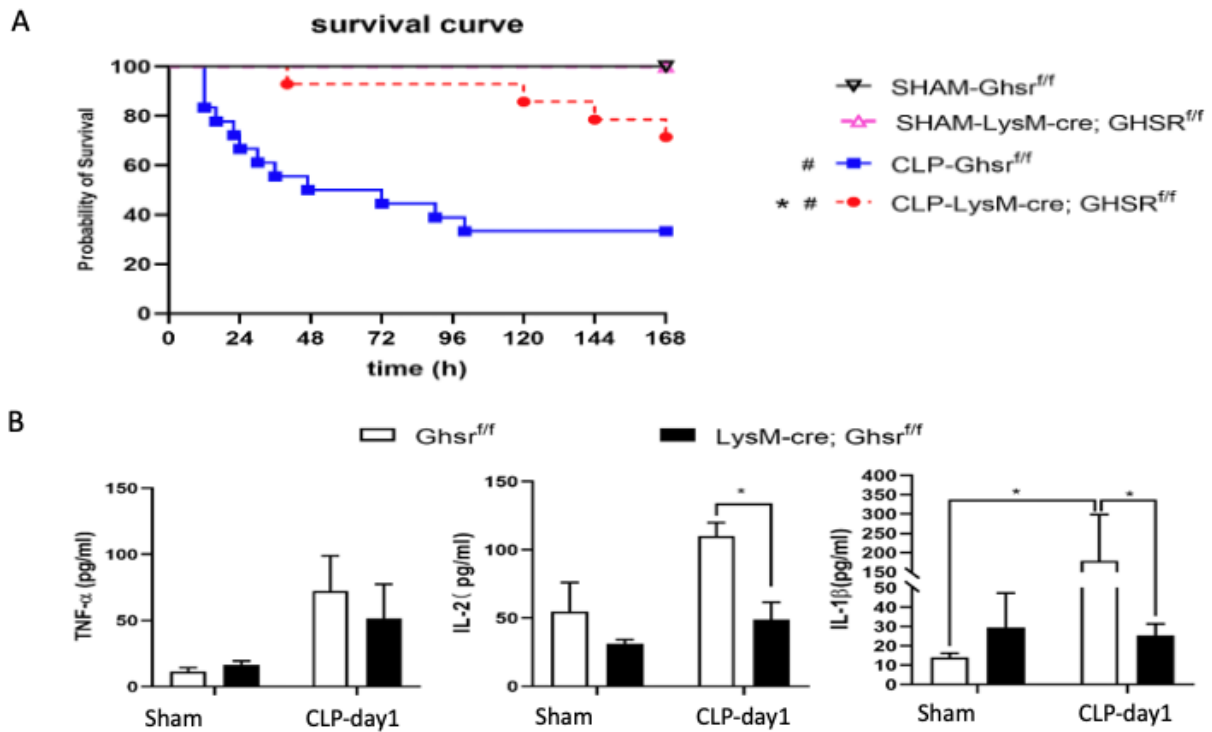 A
survival curve
Probability of Survival
100
80
60
40
20
0
0 24 48 72 96 120 144 168
time (h)
SHAM-Ghsr^f/f
SHAM-LysM-cre; GHSR^f/f
# CLP-Ghsr^f/f
* # CLP-LysM-cre; GHSR^f/f
B
Ghsr^f/f LysM-cre; Ghsr^f/f
TNF-α (pg/ml)
150
100
50
0
Sham CLP-day1
IL-2( pg/ml)
150
100
50
0
*
Sham CLP-day1
IL-1β(pg/ml)
400
350
300
250
200
150
50
40
30
20
10
0
* *
Sham CLP-day1